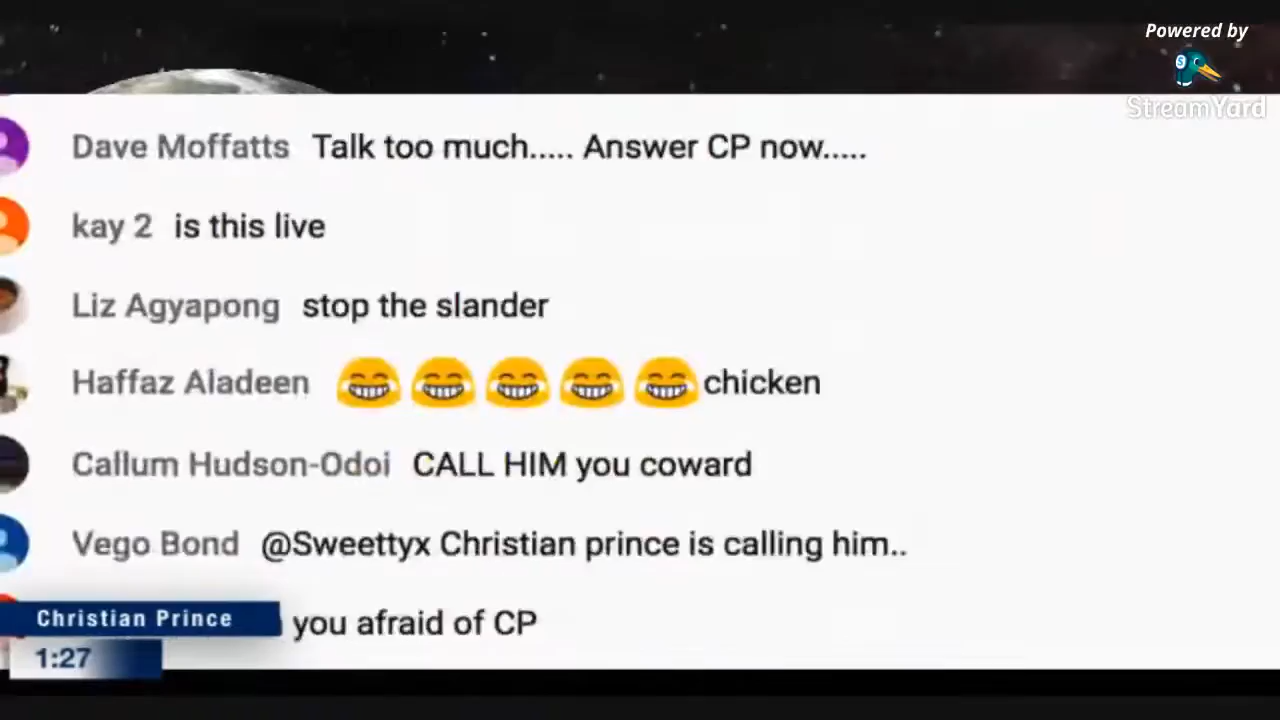 Powered by
StreamYard
Dave Moffatts Talk too much..... Answer CP now.....
kay 2 is this live
Liz Agyapong stop the slander
Haffaz Aladeen 😂😂😂😂😂chicken
Callum Hudson-Odoi CALL HIM you coward
Vego Bond @Sweettyx Christian prince is calling him..
you afraid of CP
Christian Prince
1:27